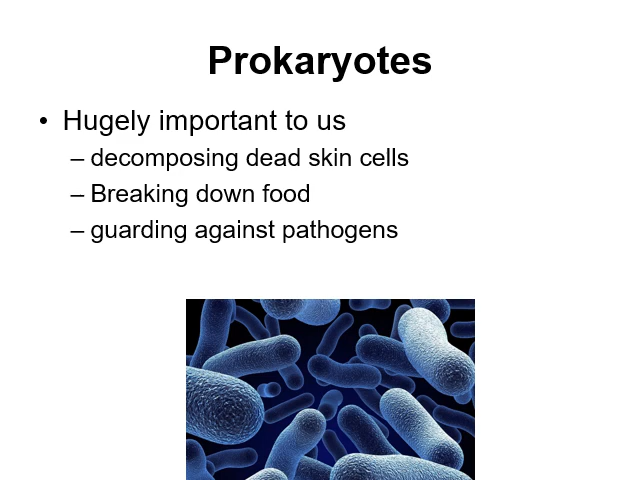 Prokaryotes
• Hugely important to us
– decomposing dead skin cells
– Breaking down food
– guarding against pathogens